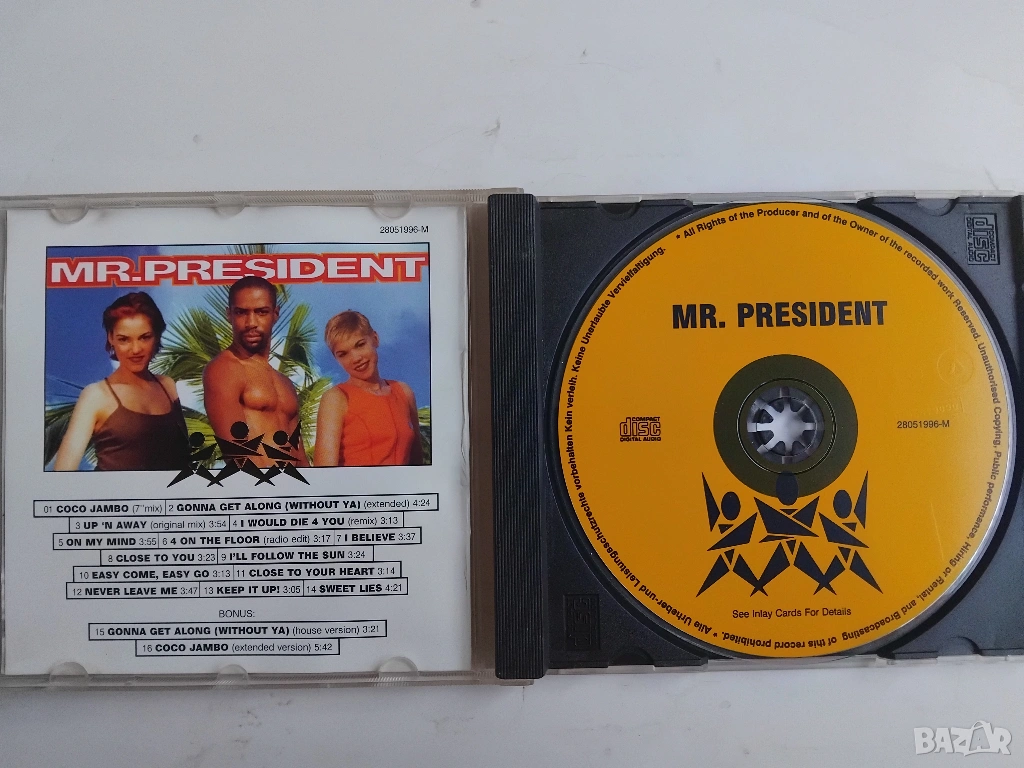 28051996-M
MR.PRESIDENT
01 COCO JAMBO (7"mix) 2 GONNA GET ALONG (WITHOUT YA) (extended) 4:24
3 UP 'N AWAY (original mix) 3:54 4 I WOULD DIE 4 YOU (remix) 3:13
5 ON MY MIND 3:55 6 4 ON THE FLOOR (radio edit) 3:17 7 I BELIEVE 3:37
8 CLOSE TO YOU 3:23 9 I'LL FOLLOW THE SUN 3:24
10 EASY COME, EASY GO 3:13 11 CLOSE TO YOUR HEART 3:14
12 NEVER LEAVE ME 3:47 13 KEEP IT UP! 3:05 14 SWEET LIES 4:21
BONUS:
15 GONNA GET ALONG (WITHOUT YA) (house version) 3:21
16 COCO JAMBO (extended version) 5:42
* All Rights of the Producer and of the Owner of the recorded work Reserved. Unauthorised Copying, Public performance, Hiring or Rental, and Broadcasting of this record prohibited. * Alle Urheber-und Leistungsschutzrechte vorbehalten Kein verleih. Keine Unerlaubte Vervielfaltigung.
MR. PRESIDENT
COMPACT
disc
DIGITAL AUDIO
28051996-M
See Inlay Cards For Details
disc
BAZAR